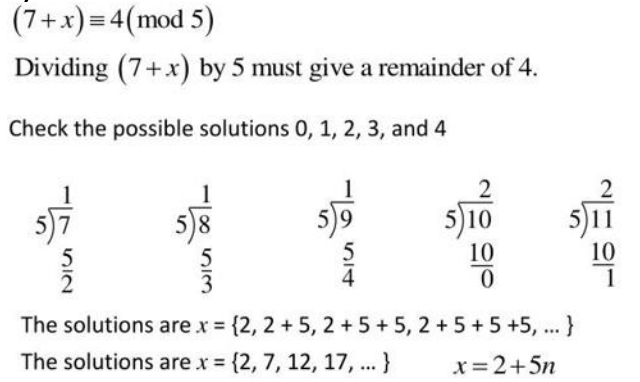 (7+x)≡4(mod 5)
Dividing (7+x) by 5 must give a remainder of 4.
Check the possible solutions 0, 1, 2, 3, and 4
1 1 1 2 2
5)7 5)8 5)9 5)10 5)11
5 5 5 10 10
2 3 4 0 1
The solutions are x = {2, 2 + 5, 2 + 5 + 5, 2 + 5 + 5 +5, ... }
The solutions are x = {2, 7, 12, 17, ... } x=2+5n